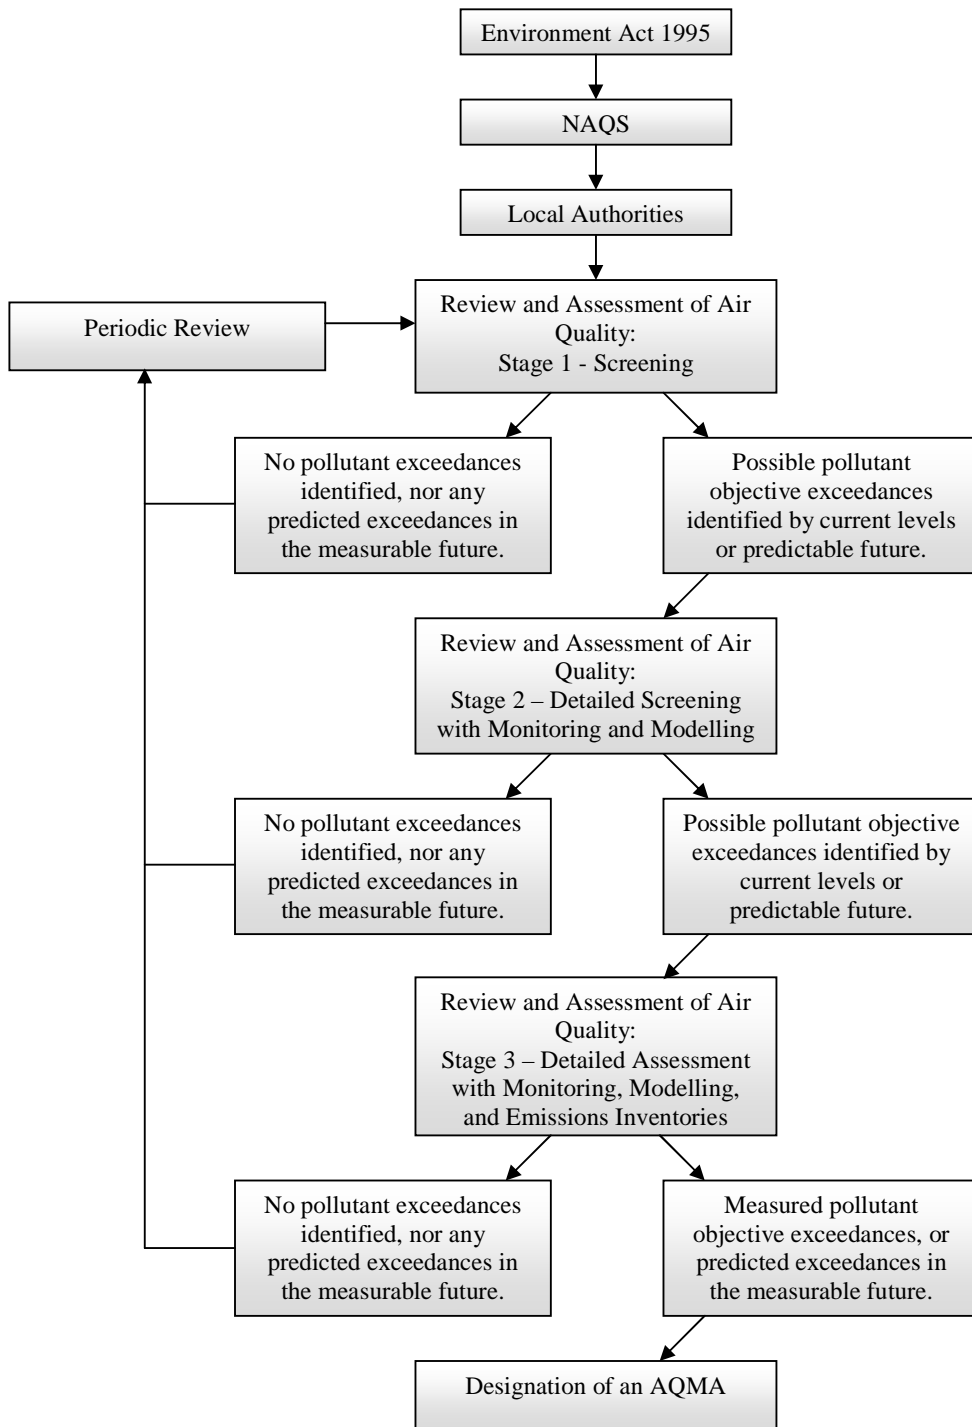 Environment Act 1995
NAQS
Local Authorities
Review and Assessment of Air
Quality:
Stage 1 - Screening
Periodic Review
No pollutant exceedances
identified, nor any
predicted exceedances in
the measurable future.
Possible pollutant
objective exceedances
identified by current levels
or predictable future.
Review and Assessment of Air
Quality:
Stage 2 – Detailed Screening
with Monitoring and Modelling
No pollutant exceedances
identified, nor any
predicted exceedances in
the measurable future.
Possible pollutant objective
exceedances identified by
current levels or
predictable future.
Review and Assessment of Air
Quality:
Stage 3 – Detailed Assessment
with Monitoring, Modelling,
and Emissions Inventories
No pollutant exceedances
identified, nor any
predicted exceedances in
the measurable future.
Measured pollutant
objective exceedances, or
predicted exceedances in
the measurable future.
Designation of an AQMA